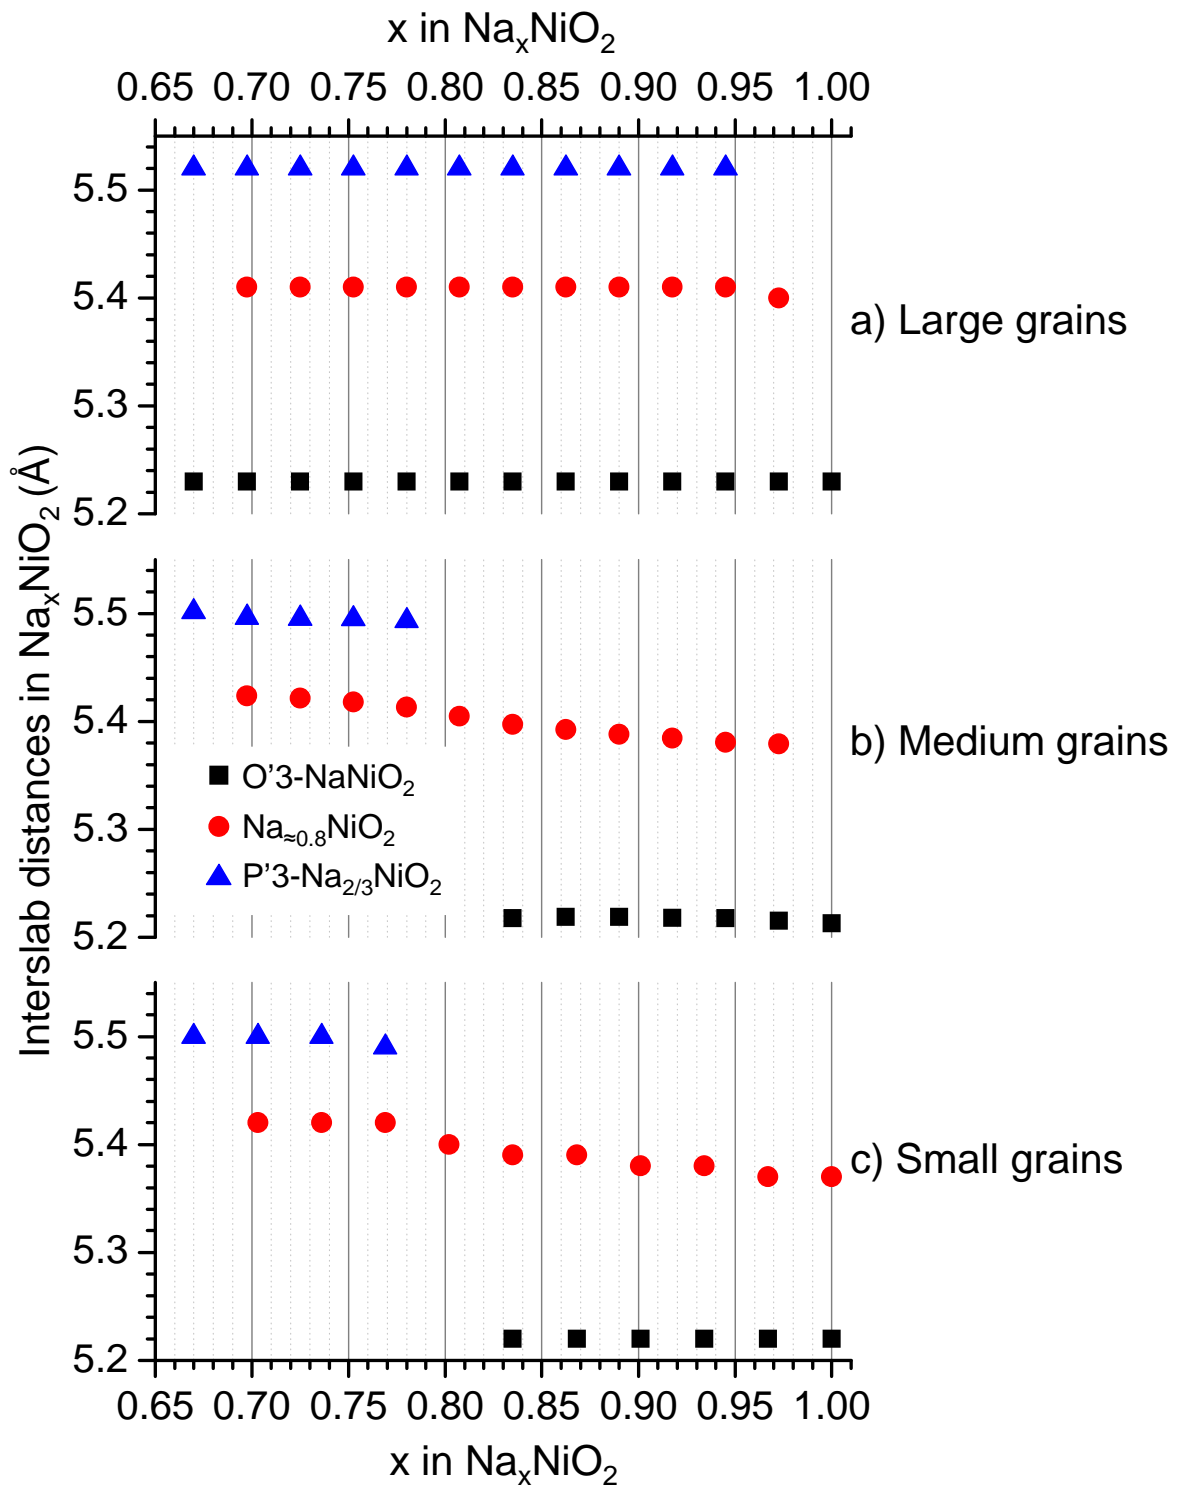 x in NaxNiO2
0.65 0.70 0.75 0.80 0.85 0.90 0.95 1.00
5.5
5.4
5.3
5.2
a) Large grains
Interslab distances in NaxNiO2 (Å)
5.5
5.4
5.3
5.2
b) Medium grains
O’3-NaNiO2
Na≈0.8NiO2
P’3-Na2/3NiO2
5.5
5.4
5.3
5.2
c) Small grains
0.65 0.70 0.75 0.80 0.85 0.90 0.95 1.00
x in NaxNiO2